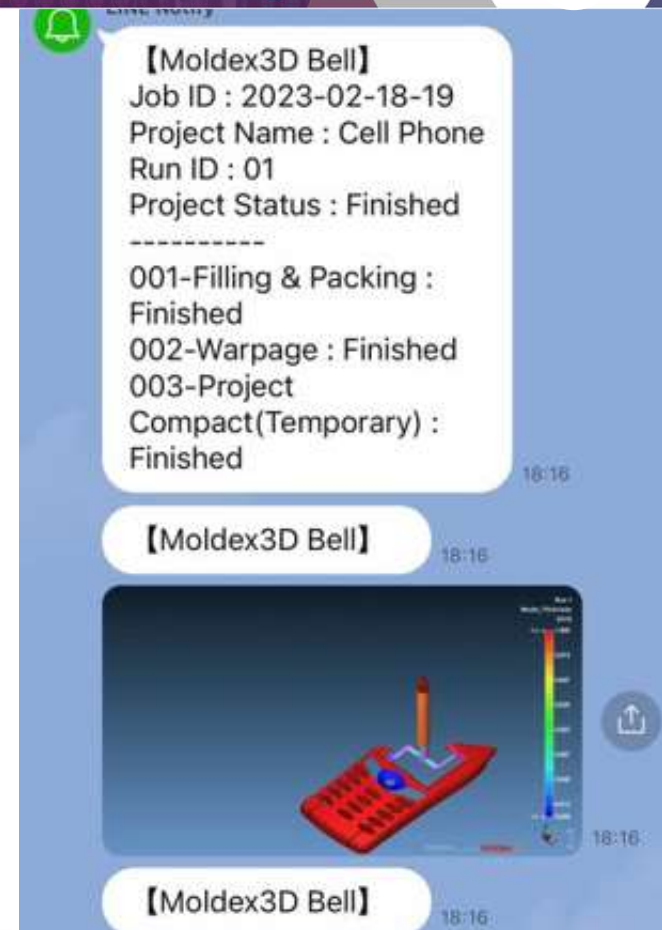 LINE Notify
【Moldex3D Bell】
Job ID : 2023-02-18-19
Project Name : Cell Phone
Run ID : 01
Project Status : Finished
----------
001-Filling & Packing :
Finished
002-Warpage : Finished
003-Project
Compact(Temporary) :
Finished
18:16
【Moldex3D Bell】
18:16
18:16
【Moldex3D Bell】
18:16